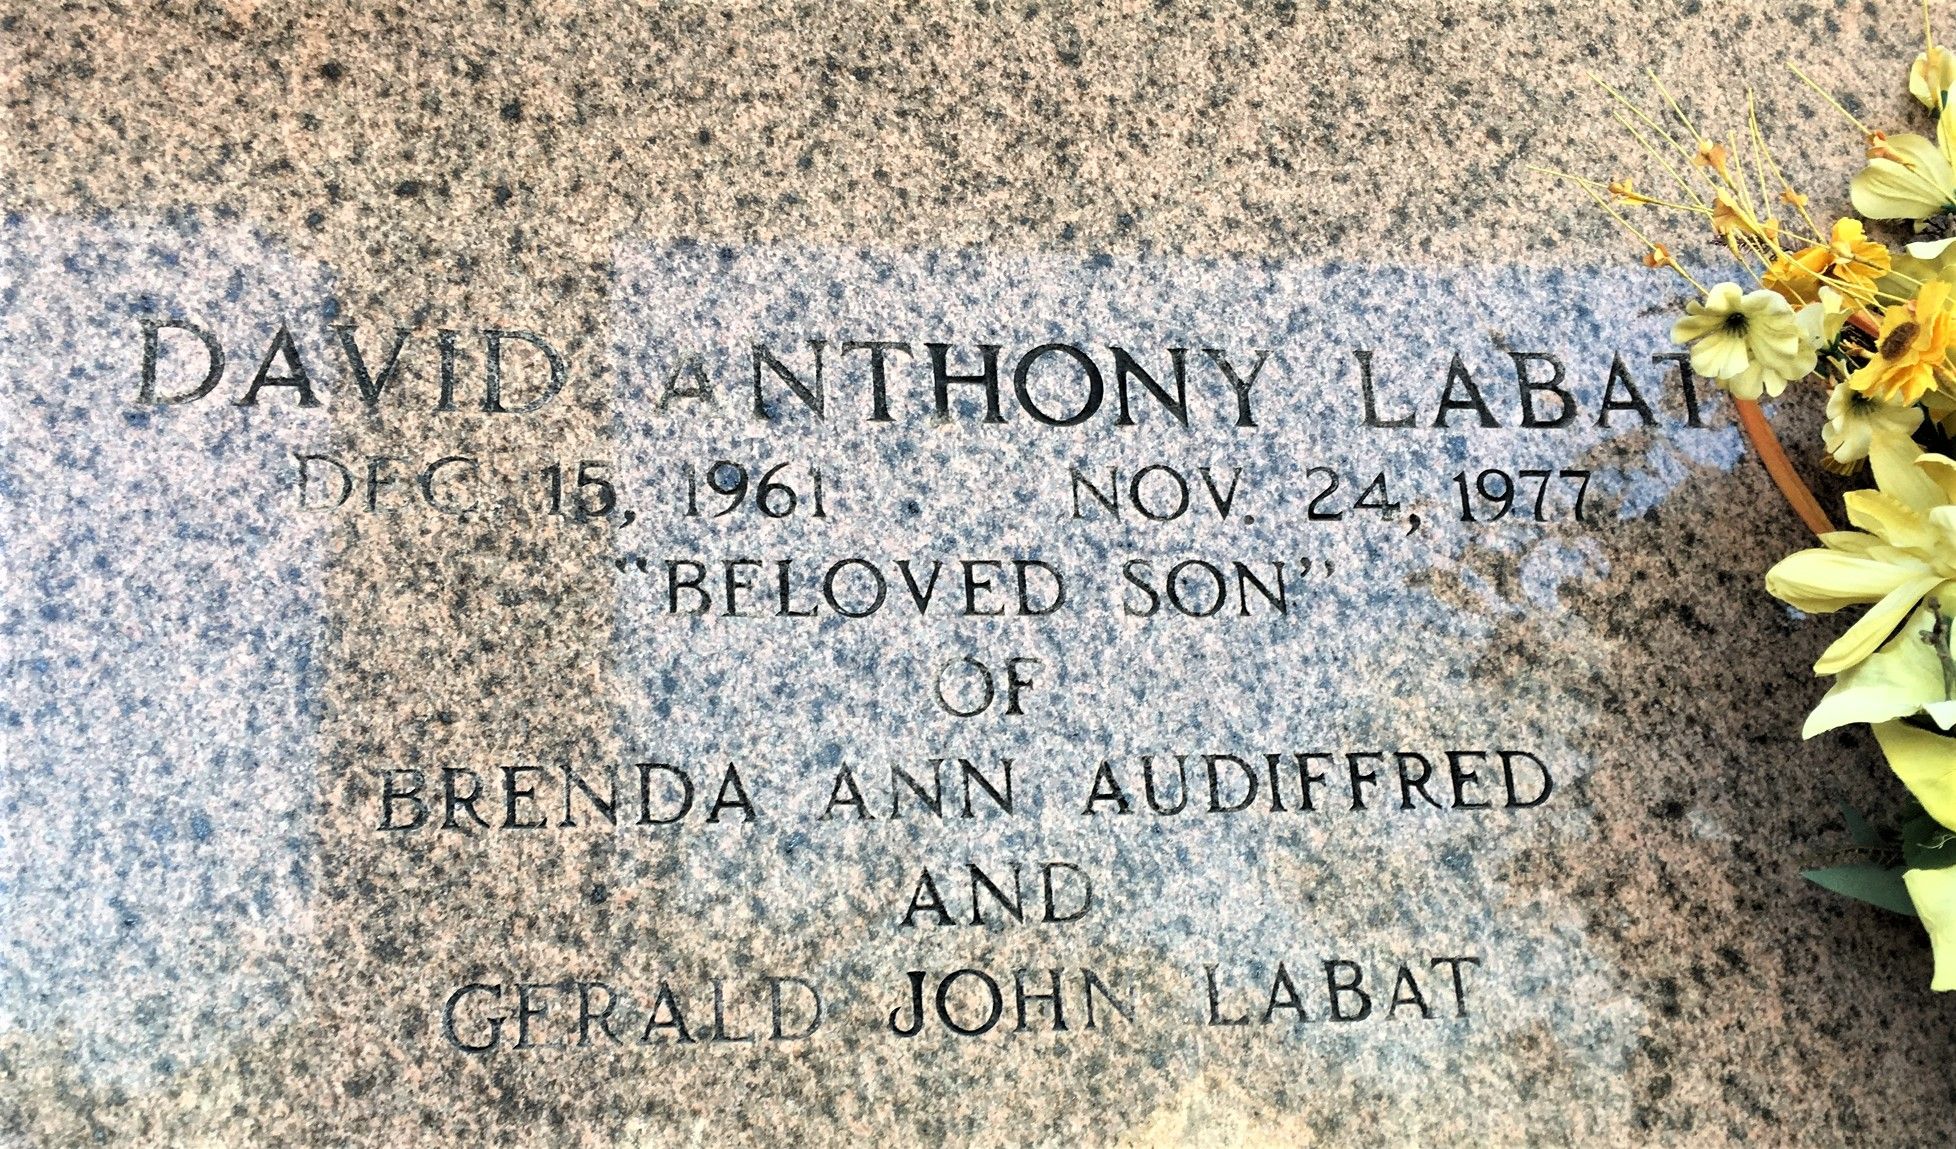 DAVID ANTHONY LABAT
DEC. 15, 1961 NOV. 24, 1977
"BELOVED SON"
OF
BRENDA ANN AUDIFFRED
AND
GERALD JOHN LABAT